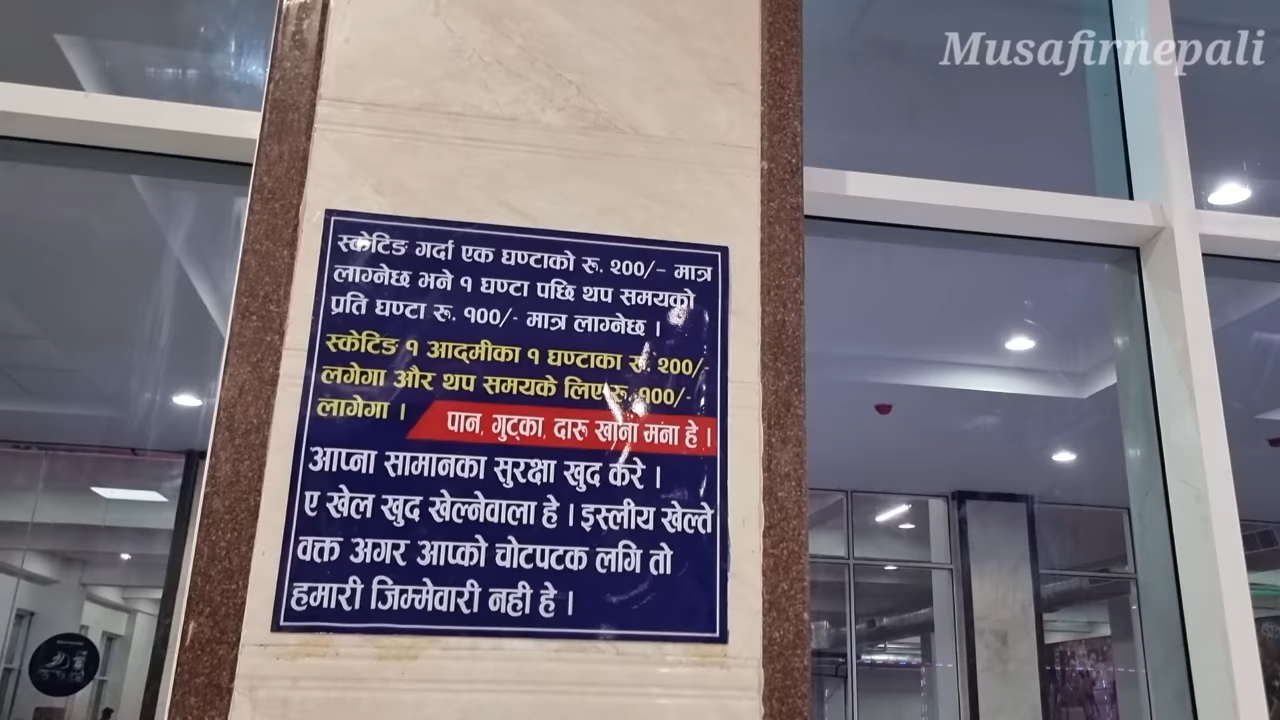 Musafirnepali
स्केटिङ गर्दा एक घण्टाको रू. २००/- मात्र
लाग्नेछ भने १ घण्टा पछि थप समयको
प्रति घण्टा रू. १००/- मात्र लाग्नेछ ।
स्केटिङ १ आद्मीका १ घण्टाका रू. २००/-
लगेगा और थप समयके लिए रू. १००/-
लागेगा ।
पान, गुट्का, दारू खाना मना हे ।
आप्ना सामानका सुरक्षा खुद करे ।
ए खेल खुद खेल्नेवाला हे । इस्लीय खेल्ते
वक्त अगर आप्को चोटपटक लगि तो
हमारी जिम्मेवारी नही हे ।